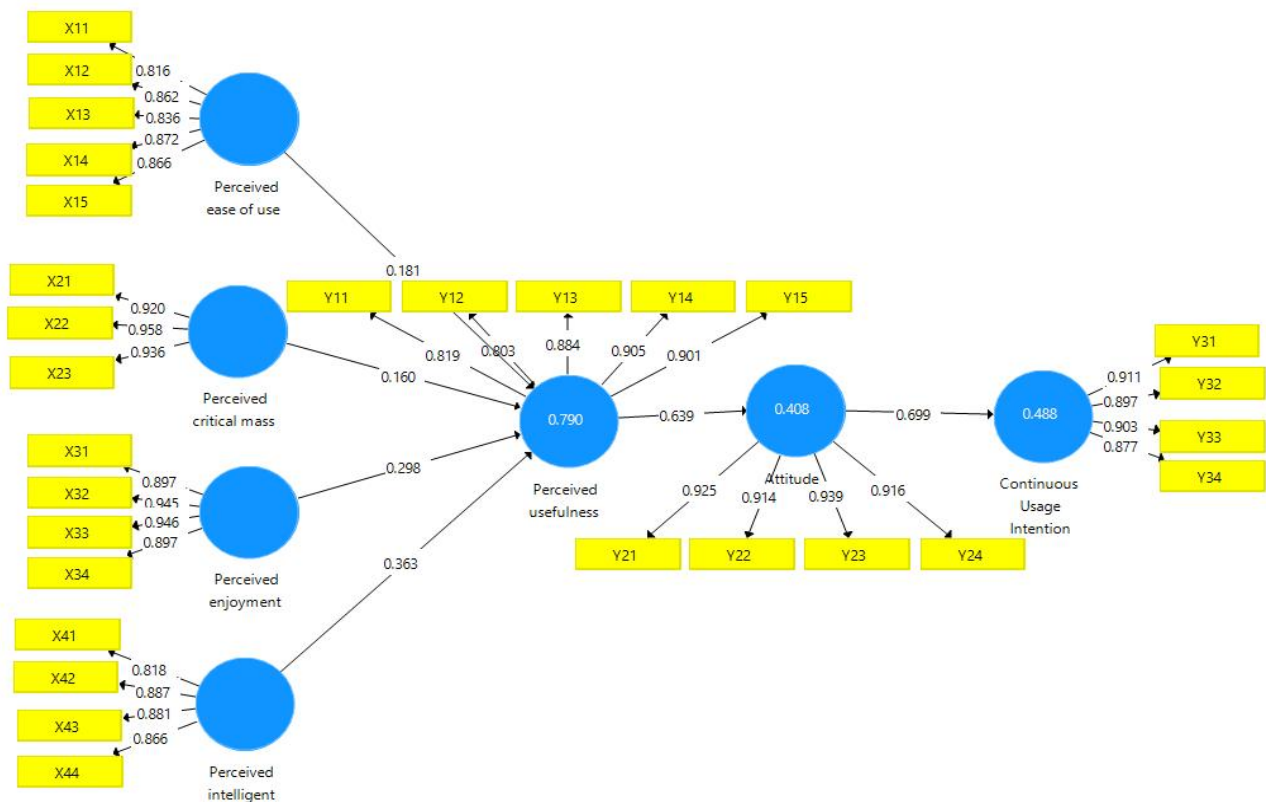 X11
0.816
X12
0.862
X13
0.836
0.872
X14
0.866
X15
Perceived
ease of use
0.181
X21
0.920
X22
0.958
0.936
X23
Perceived
critical mass
0.160
X31
0.897
X32
0.945
X33
0.946
0.897
X34
Perceived
enjoyment
0.298
X41
0.818
X42
0.887
0.881
X43
0.866
X44
Perceived
intelligent
0.363
Y11
Y12
Y13
Y14
Y15
0.819
0.803
0.884
0.905
0.901
0.790
Perceived
usefulness
0.639
0.408
Attitude
0.925
0.914
0.939
0.916
Y21
Y22
Y23
Y24
0.699
0.488
Continuous
Usage
Intention
Y31
0.911
Y32
0.897
0.903
Y33
0.877
Y34